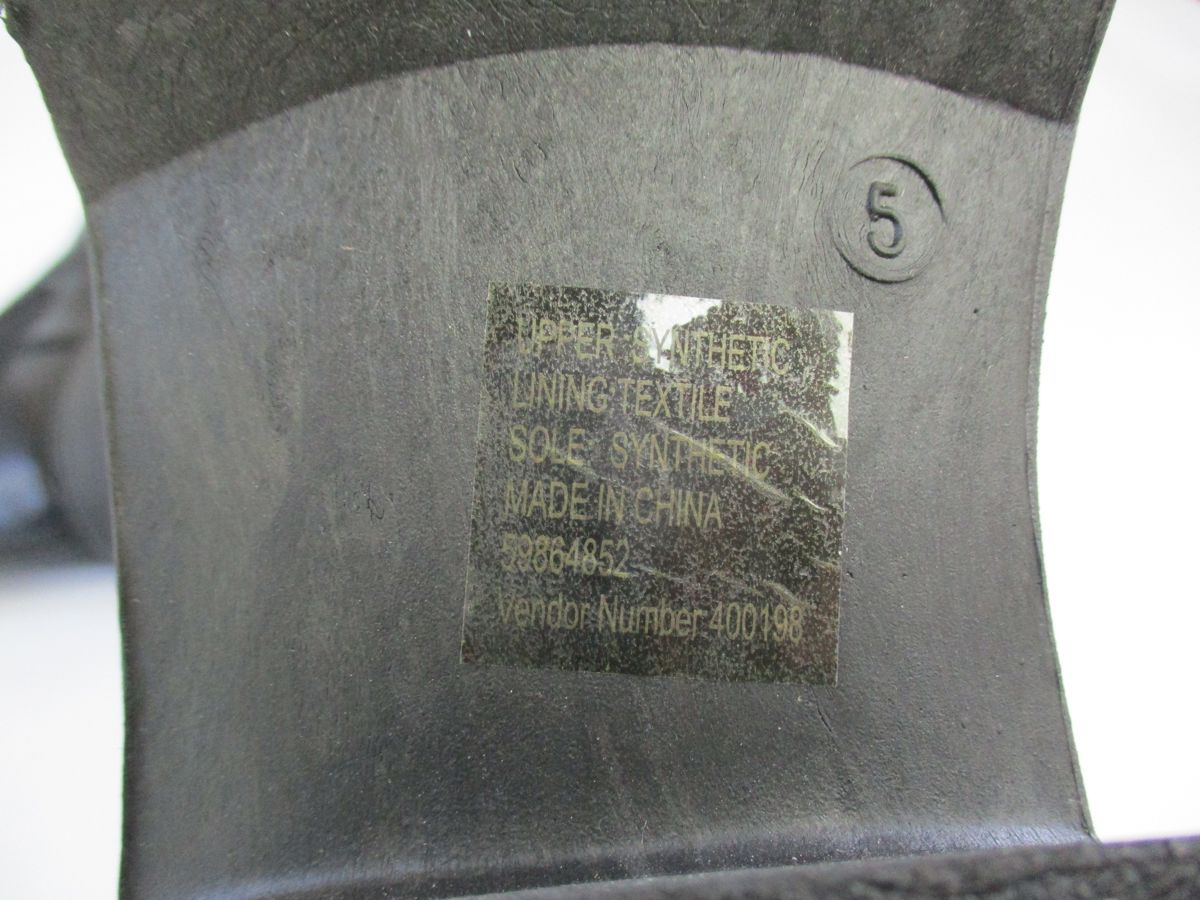 5
UPPER SYNTHETIC
LINING TEXTILE
SOLE SYNTHETIC
MADE IN CHINA
59864852
Vendor Number 400198